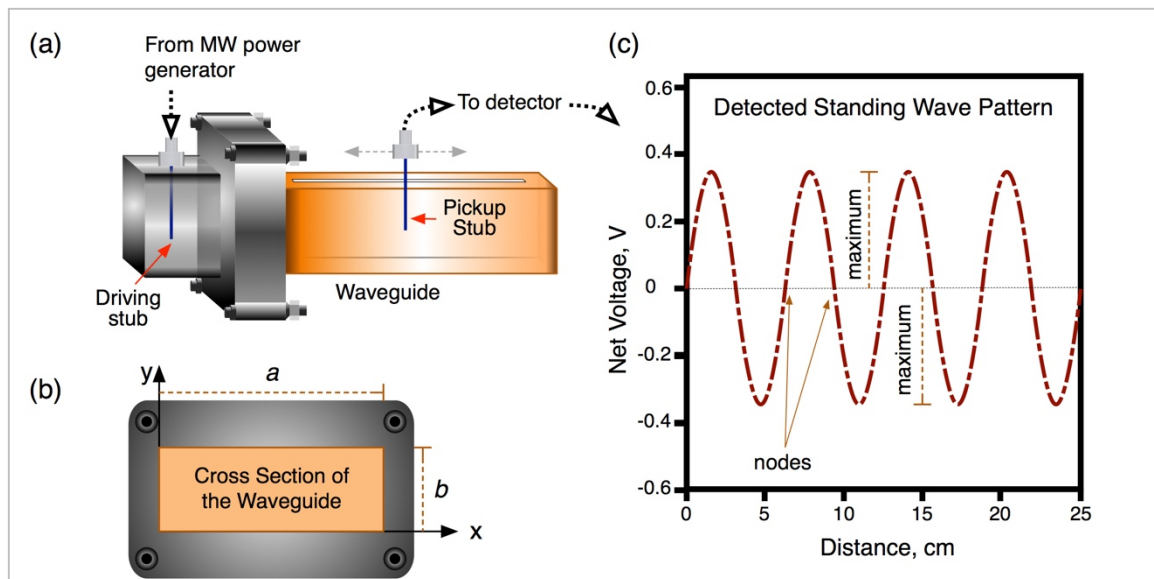 (a)
From MW power
generator
To detector
Pickup
Stub
Driving
stub
Waveguide
(b)
y
a
Cross Section of
the Waveguide
b
x
(c)
Detected Standing Wave Pattern
Net Voltage, V
0.6
0.4
0.2
0
-0.2
-0.4
-0.6
maximum
maximum
nodes
0
5
10
15
20
25
Distance, cm